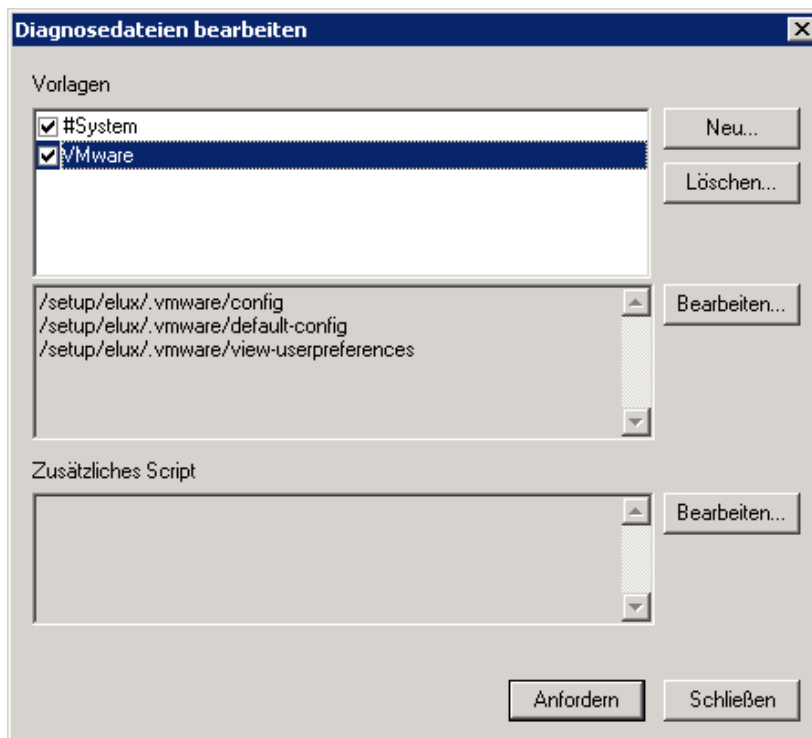 Diagnosedateien bearbeiten
Vorlagen
#System
Neu...
VMware
Löschen...
/setup/elux/.vmware/config
/setup/elux/.vmware/default-config
/setup/elux/.vmware/view-userpreferences
Bearbeiten...
Zusätzliches Script
Bearbeiten...
Anfordern
Schließen